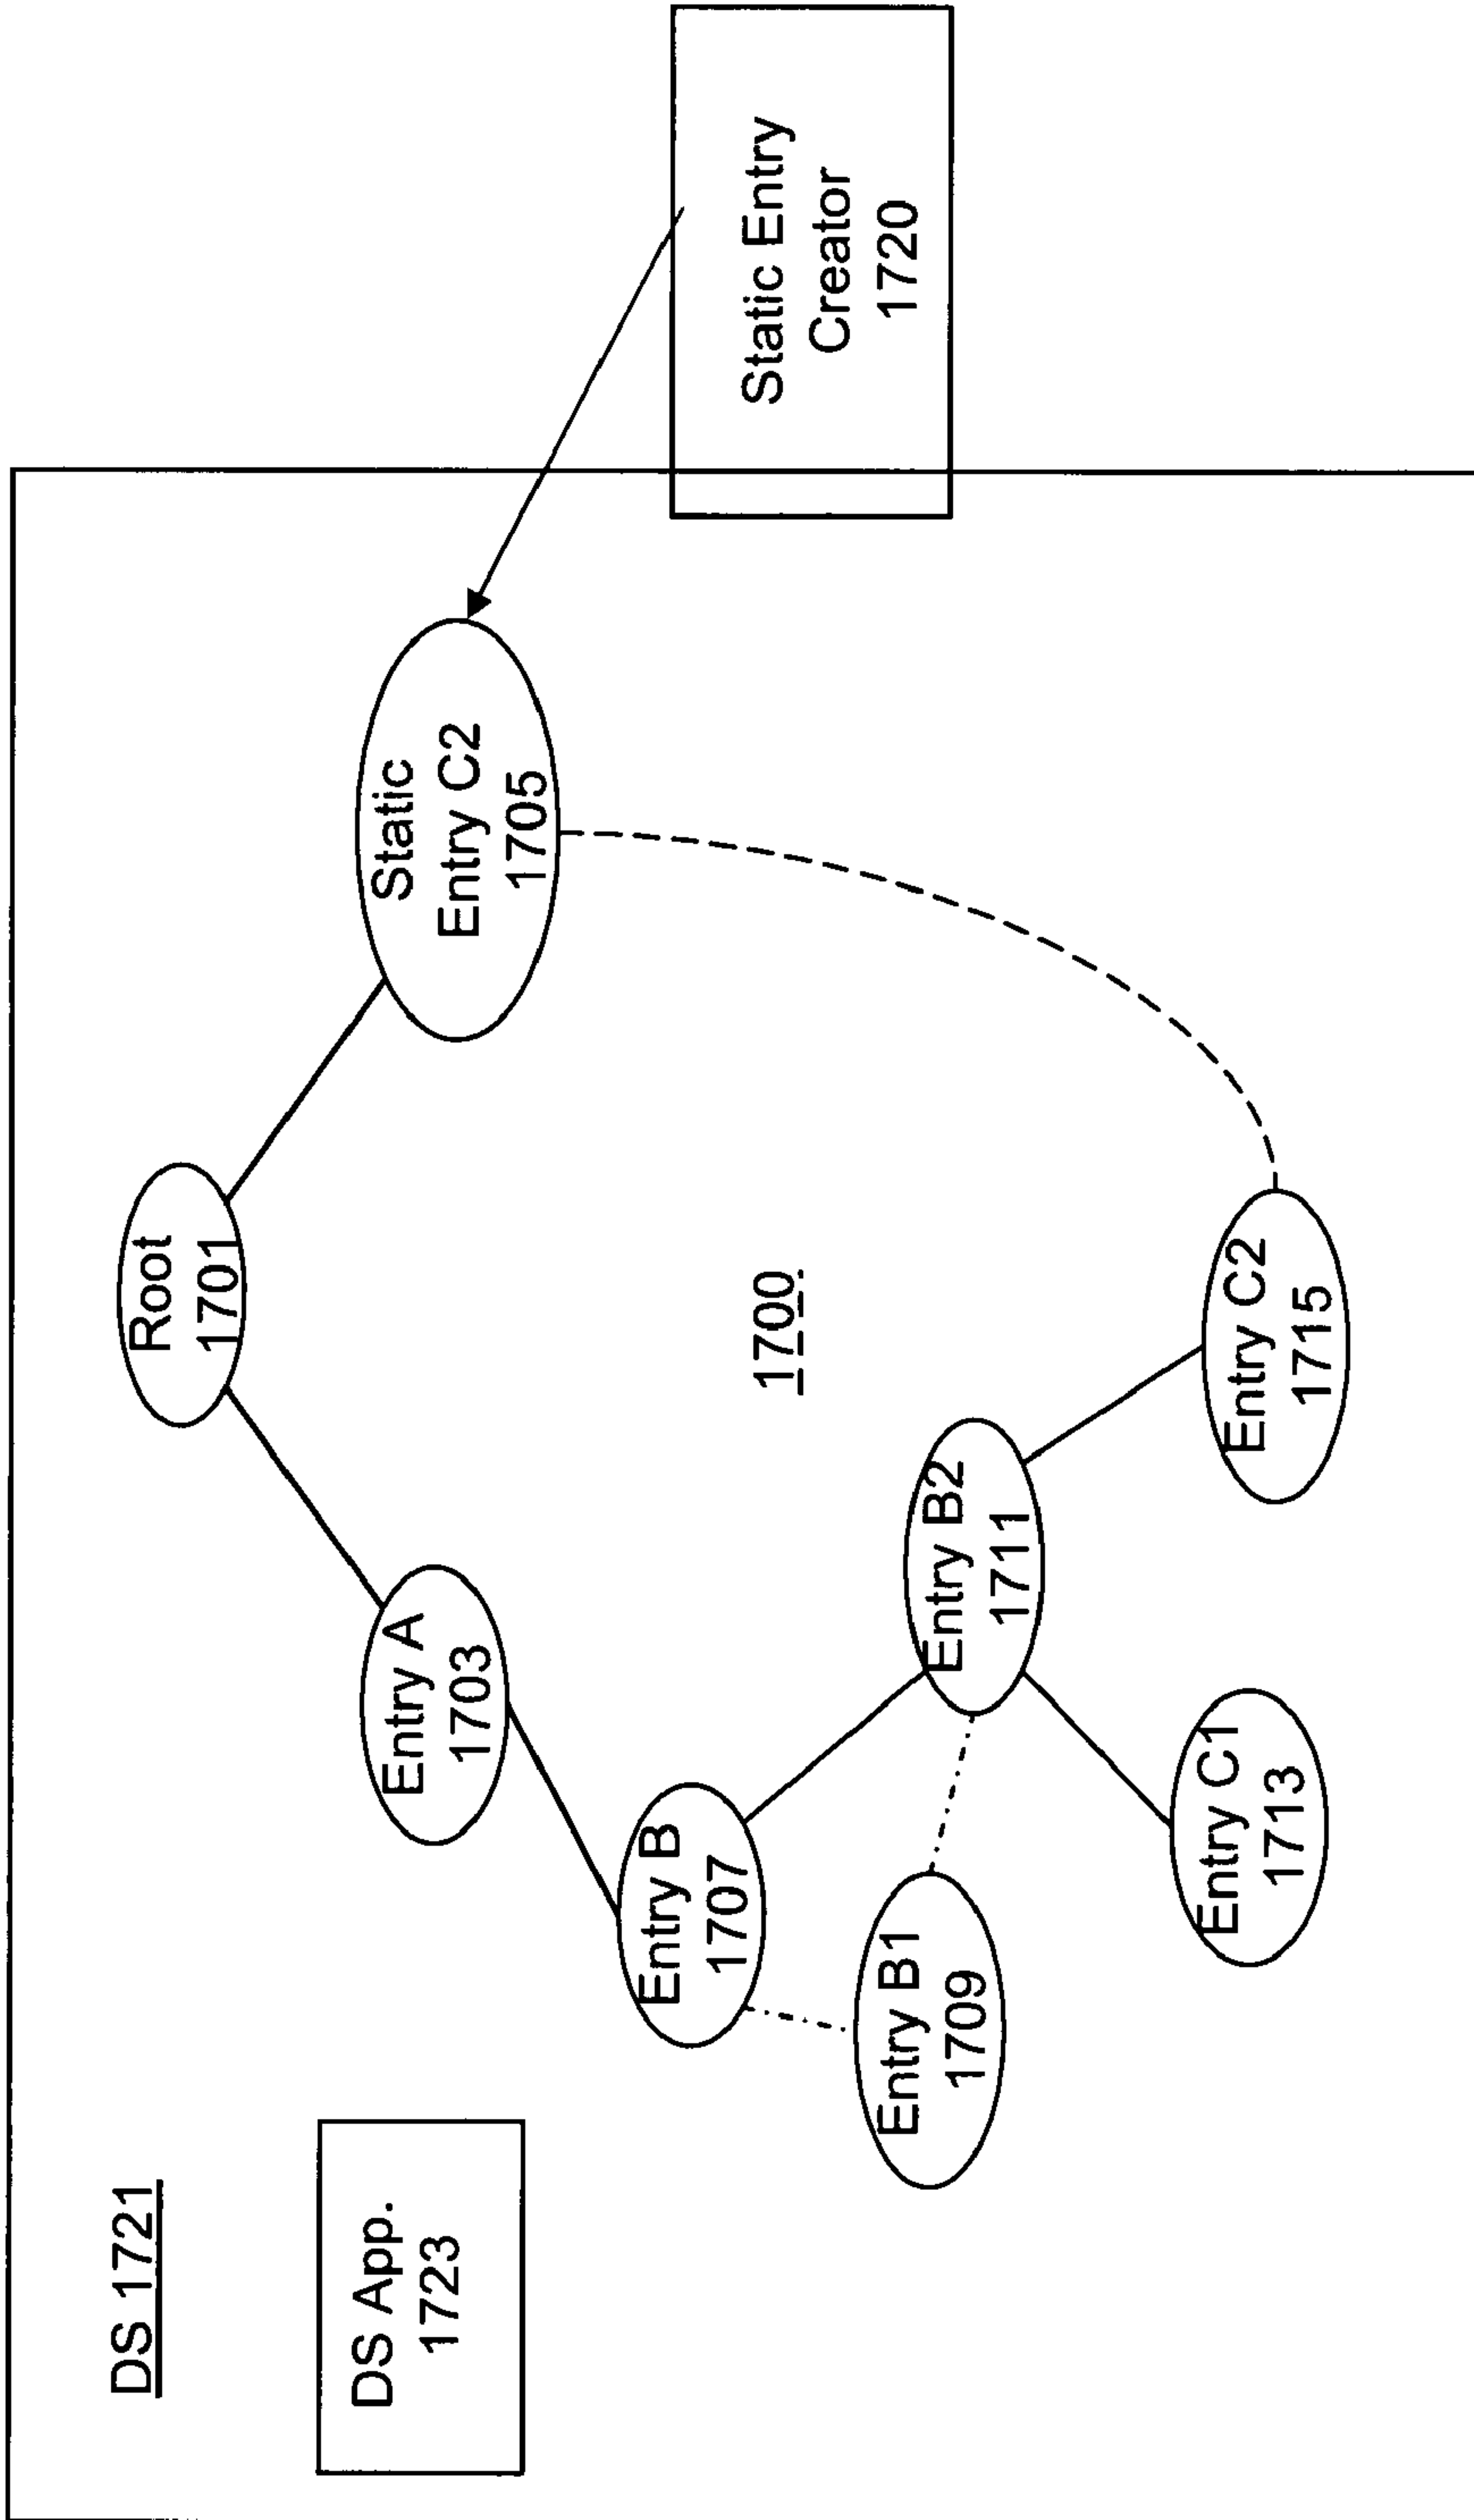 DS 1721
DS App.
1723
Root
1701
Entry A
1703
Static
Entry C2
1705
Static Entry
Creator
1720
Entry B
1707
1700
Entry B1
1709
Entry B2
1711
Entry C1
1713
Entry C2
1715